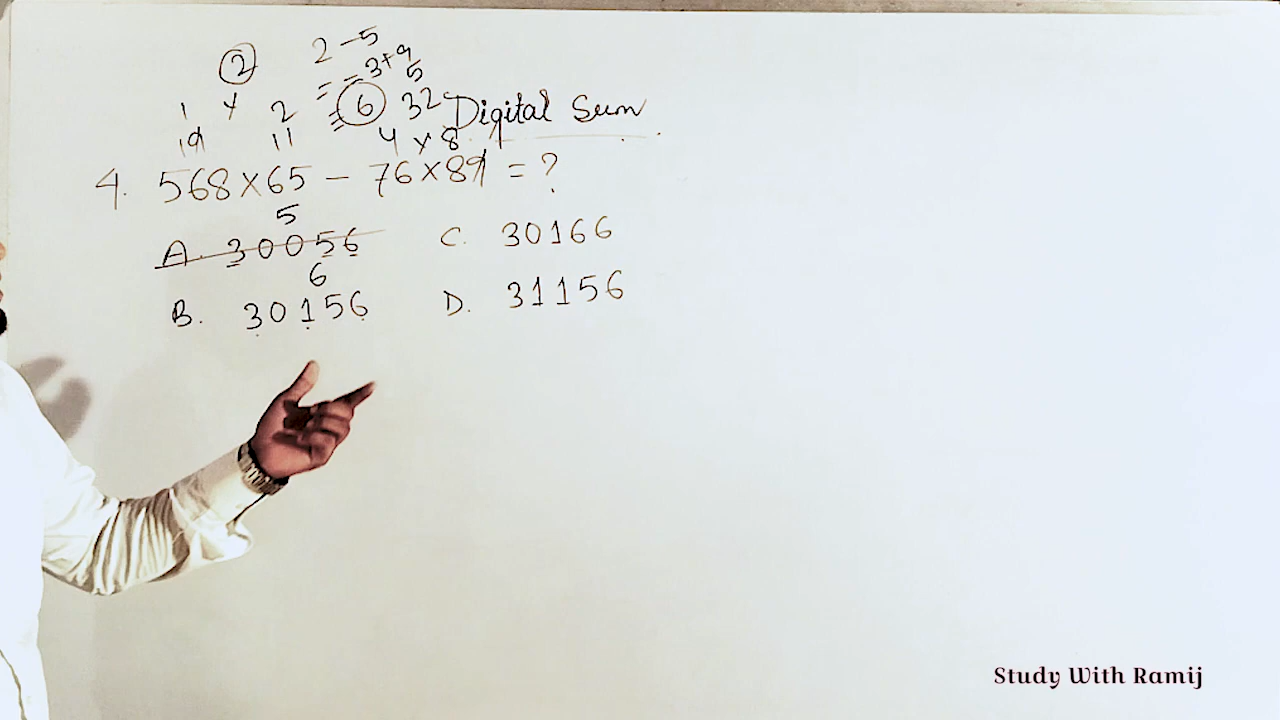 2 2 - 5
= - 3 + 9
1 × 2 = 6 32 5 Digital Sum
19 11 4 × 8
4. 568 × 65 - 76 × 89 = ?
5
A. 30056 C. 30166
6
B. 30156 D. 31156
Study With Ramij